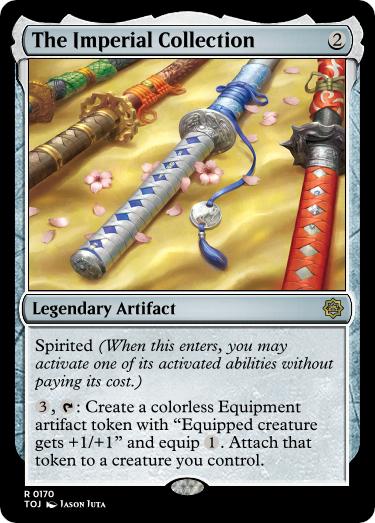 The Imperial Collection 2
Legendary Artifact
Spirited (When this enters, you may
activate one of its activated abilities without
paying its cost.)
3, : Create a colorless Equipment
artifact token with “Equipped creature
gets +1/+1” and equip 1. Attach that
token to a creature you control.
R 0170
TOJ Jason Juta